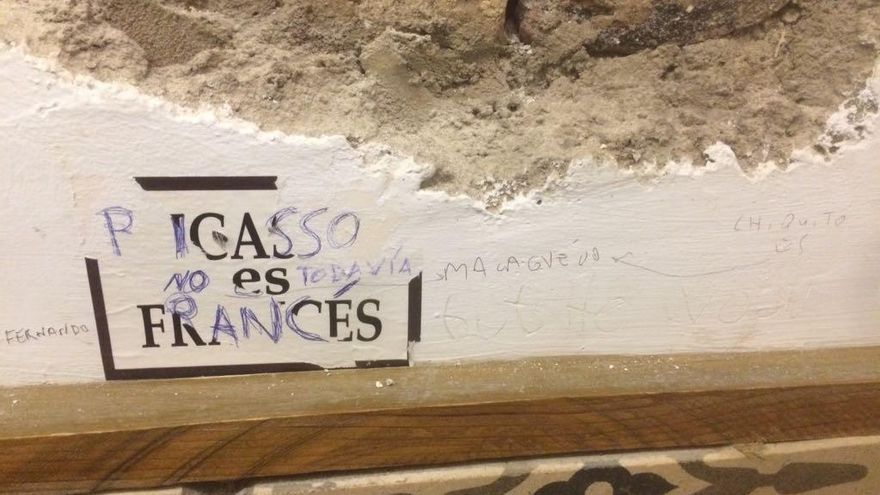 PICASSO
NO es TODAVÍA
FRANCÉS
FERNANDO
MALAGUEÑO
CHIQUITO
ES